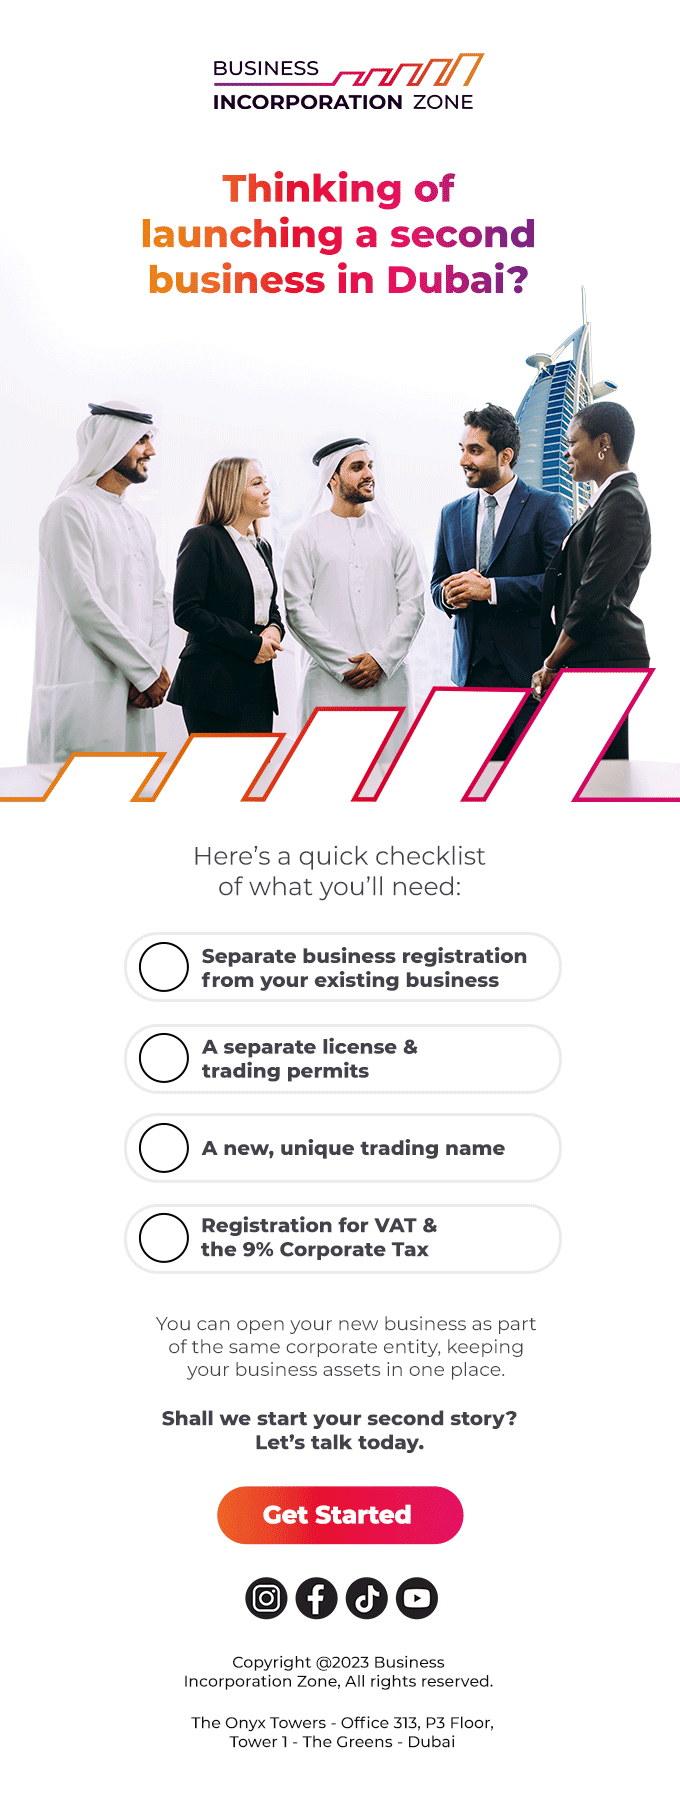 BUSINESS
INCORPORATION ZONE
Thinking of
launching a second
business in Dubai?
Here’s a quick checklist
of what you’ll need:
Separate business registration
from your existing business
A separate license &
trading permits
A new, unique trading name
Registration for VAT &
the 9% Corporate Tax
You can open your new business as part
of the same corporate entity, keeping
your business assets in one place.
Shall we start your second story?
Let’s talk today.
Get Started
Copyright @2023 Business
Incorporation Zone, All rights reserved.
The Onyx Towers - Office 313, P3 Floor,
Tower 1 - The Greens - Dubai